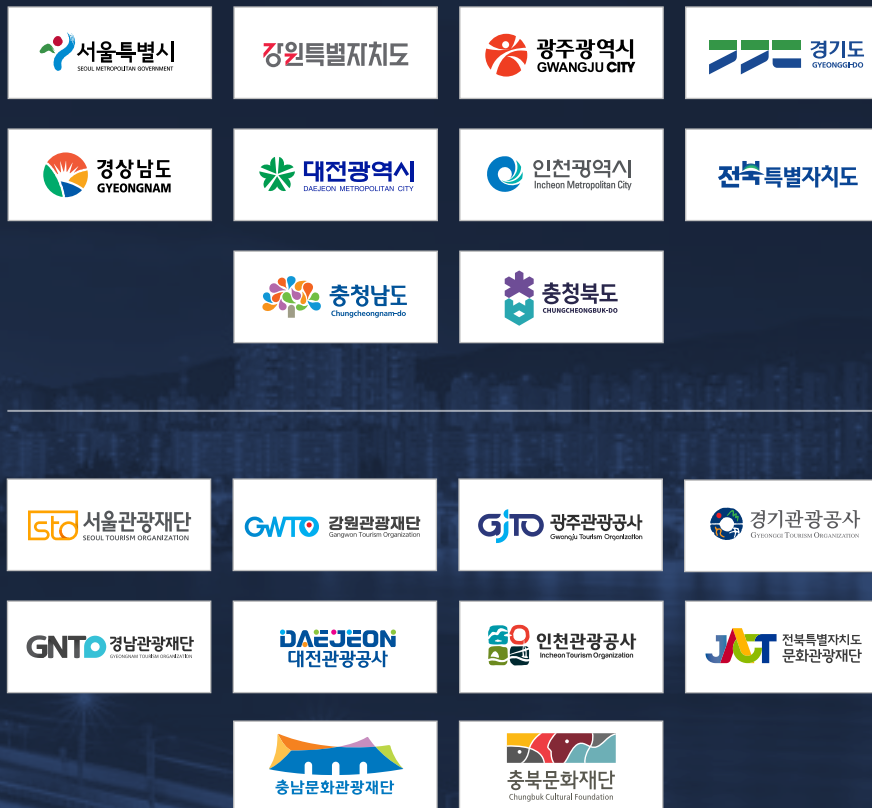 서울특별시
SEOUL METROPOLITAN GOVERNMENT
강원특별자치도
광주광역시
GWANGJU CITY
경기도
GYEONGGI-DO
경상남도
GYEONGNAM
대전광역시
DAEJEON METROPOLITAN CITY
인천광역시
Incheon Metropolitan City
전북특별자치도
충청남도
Chungcheongnam-do
충청북도
CHUNGCHEONGBUK-DO
sto 서울관광재단
SEOUL TOURISM ORGANIZATION
GWTO 강원관광재단
Gangwon Tourism Organization
GJTO 광주관광공사
Gwangju Tourism Organization
경기관광공사
GYEONGGI TOURISM ORGANIZATION
GNTO 경남관광재단
GYEONGNAM TOURISM ORGANIZATION
DAEJEON
대전관광공사
인천관광공사
Incheon Tourism Organization
JACT 전북특별자치도
문화관광재단
충남문화관광재단
충북문화재단
Chungbuk Cultural Foundation